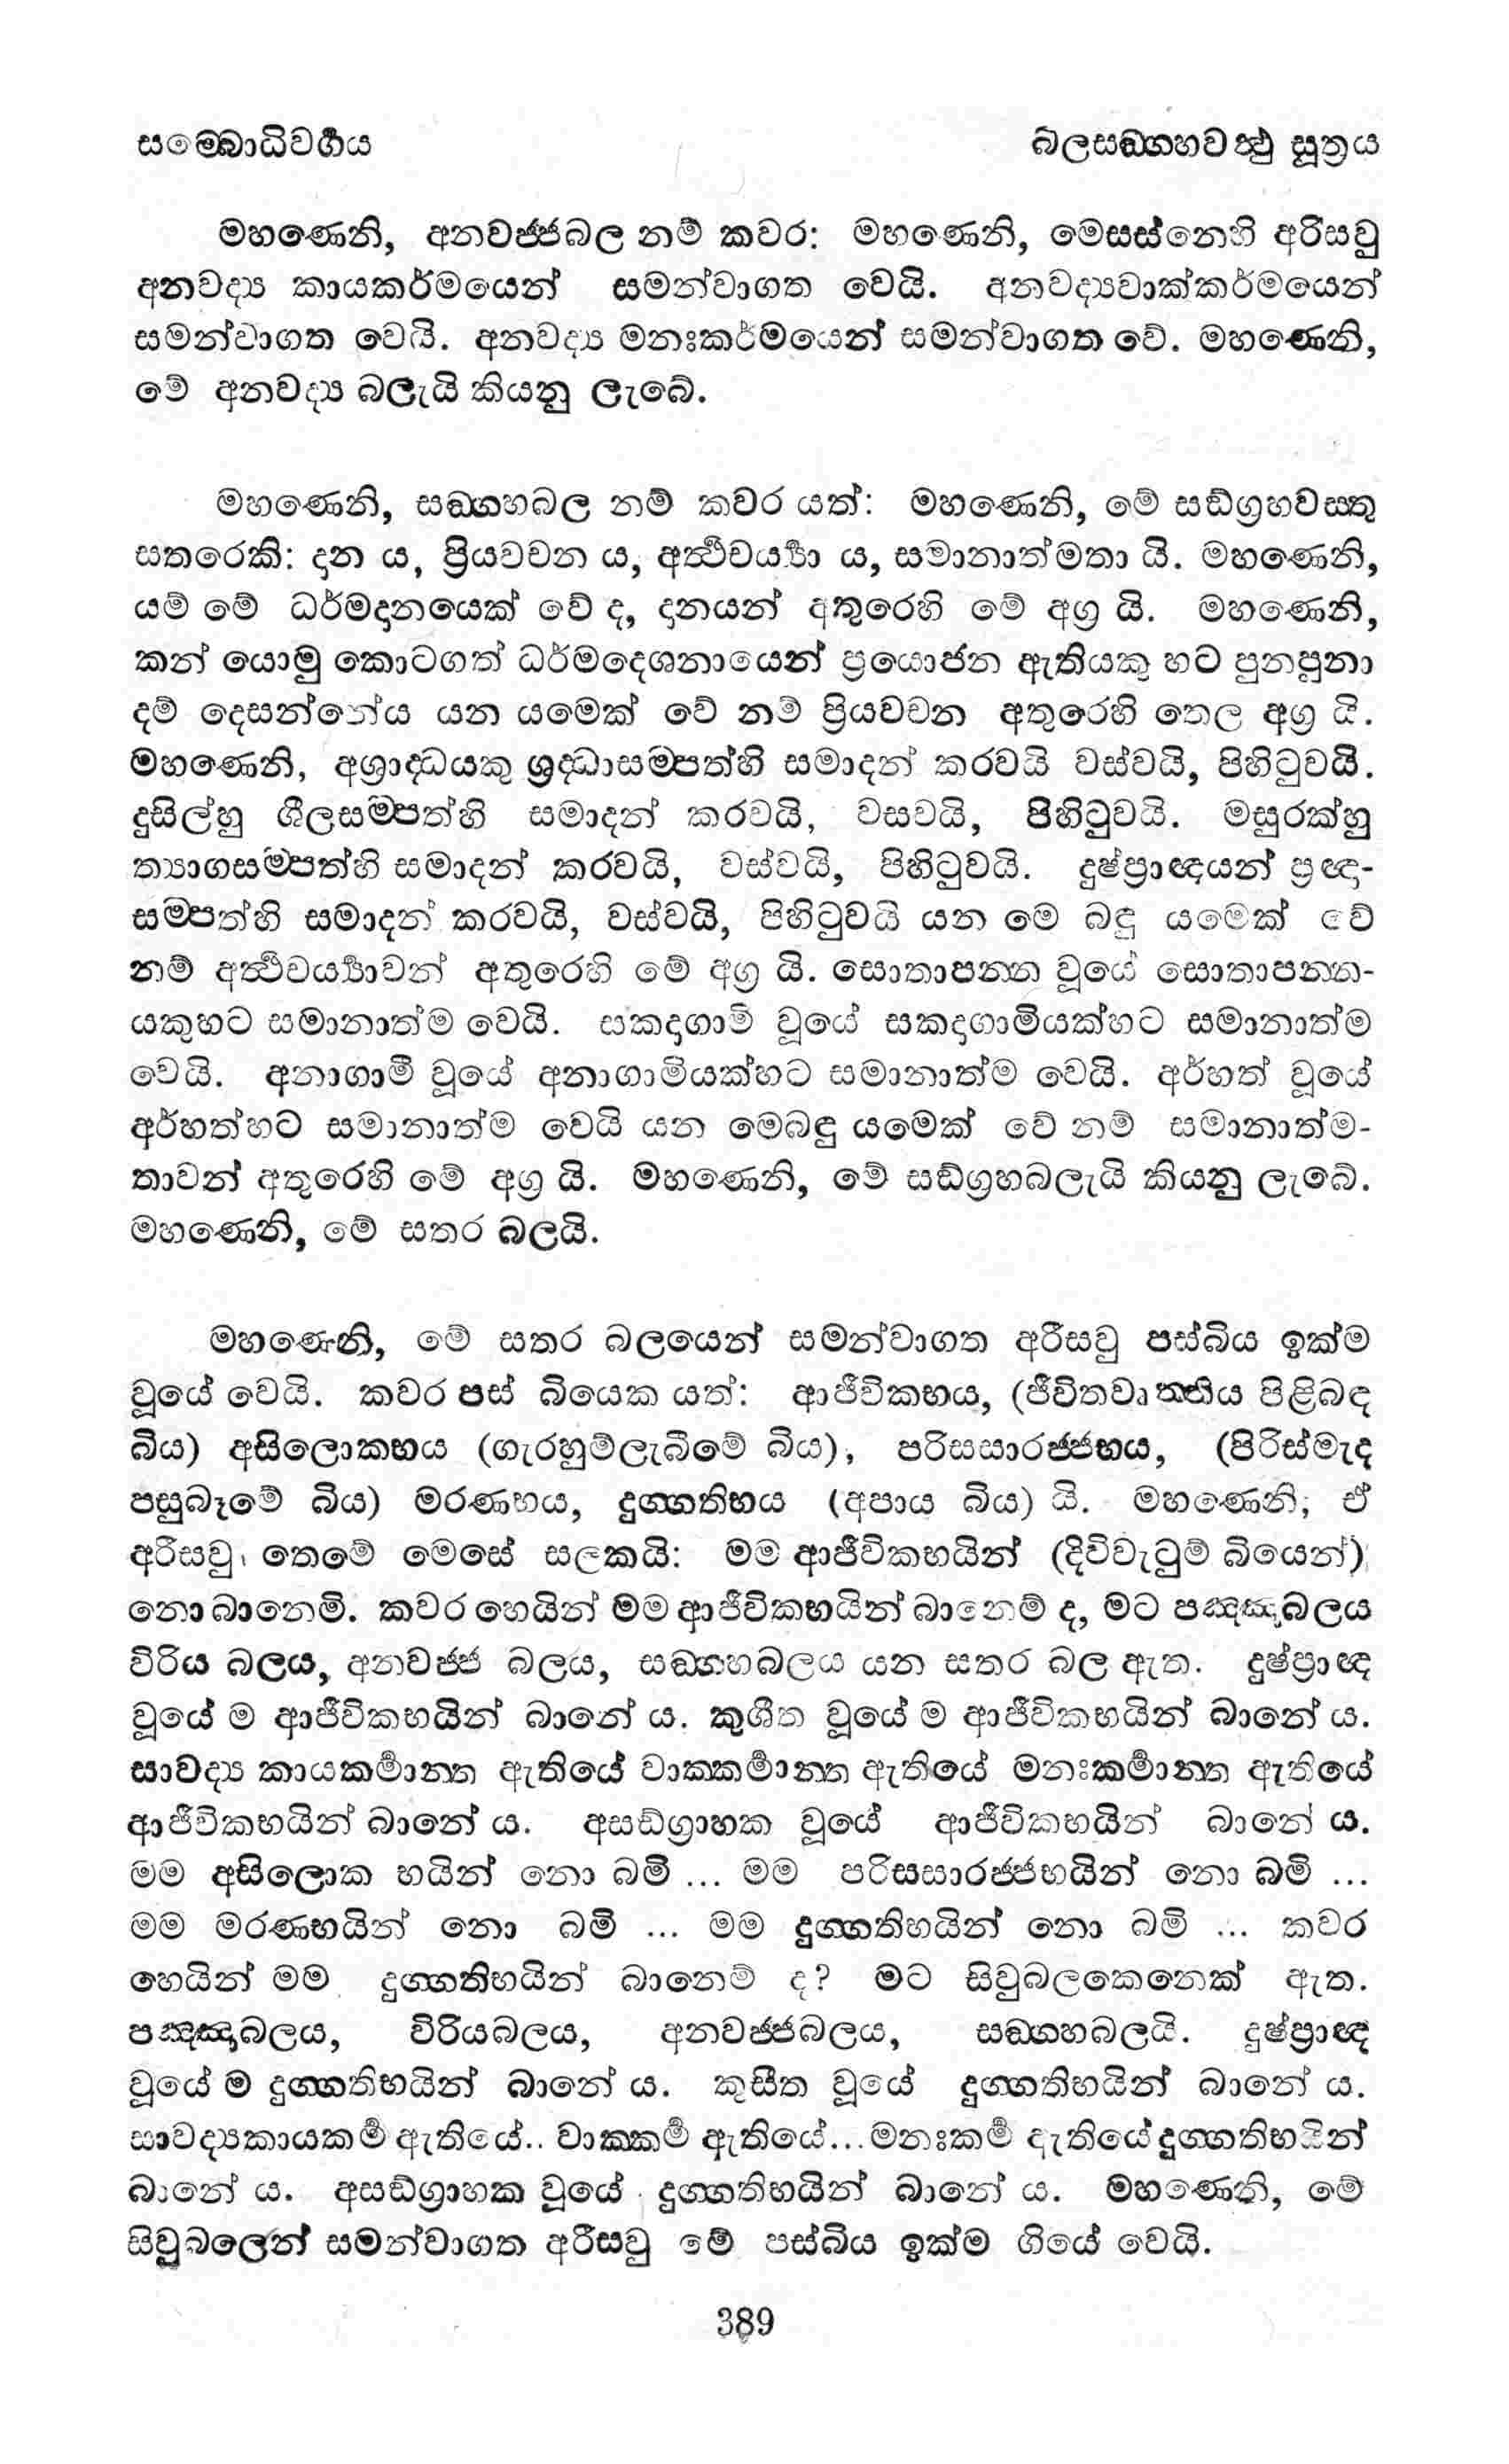 සම්බොධිවර්‍ගය
බලසඞ්ගහවත්‍ථු සූත්‍රය
මහණෙනි, අනවජ්ජබල නම් කවර: මහණෙනි, මෙසස්නෙහි අරිසවු
අනවද්‍ය කායකර්මයෙන් සමන්වාගත වෙයි. අනවද්‍යවාක්කර්මයෙන්
සමන්වාගත වෙයි. අනවද්‍ය මනඃකර්මයෙන් සමන්වාගත වේ. මහණෙනි,
මේ අනවද්‍ය බලැයි කියනු ලැබේ.
මහණෙනි, සඞ්ගහබල නම් කවර යත්: මහණෙනි, මේ සඞ්ග්‍රහවස්තු
සතරෙකි: දාන ය, ප්‍රියවචන ය, අර්‍ත්‍ථචර්‍ය්‍යා ය, සමානාත්මතා යි. මහණෙනි,
යම් මේ ධර්මදානයෙක් වේ ද, දානයන් අතුරෙහි මේ අග්‍ර යි. මහණෙනි,
කන් යොමු කොටගත් ධර්මදෙශනායෙන් ප්‍රයොජන ඇතියකු හට පුනපුනා
දම් දෙසන්නේය යන යමෙක් වේ නම් ප්‍රියවචන අතුරෙහි තෙල අග්‍ර යි.
මහණෙනි, අශ්‍රාද්ධයකු ශ්‍රද්ධාසම්පත්හි සමාදන් කරවයි වස්වයි, පිහිටුවයි.
දුසිල්හු ශීලසම්පත්හි සමාදන් කරවයි, වසවයි, පිහිටුවයි. මසුරක්හු
ත්‍යාගසම්පත්හි සමාදන් කරවයි, වස්වයි, පිහිටුවයි. දුෂ්ප්‍රාඥයන් ප්‍රඥා-
සම්පත්හි සමාදන් කරවයි, වස්වයි, පිහිටුවයි යන මෙ බඳු යමෙක් වේ
නම් අර්‍ත්‍ථචර්‍ය්‍යාවන් අතුරෙහි මේ අග්‍ර යි. සොතාපන්න වූයේ සොතාපන්න-
යකුහට සමානාත්ම වෙයි. සකදාගාමී වූයේ සකදාගාමියක්හට සමානාත්ම
වෙයි. අනාගාමී වූයේ අනාගාමියක්හට සමානාත්ම වෙයි. අර්හත් වූයේ
අර්හත්හට සමානාත්ම වෙයි යන මෙබඳු යමෙක් වේ නම් සමානාත්ම-
තාවන් අතුරෙහි මේ අග්‍ර යි. මහණෙනි, මේ සඞ්ග්‍රහබලැයි කියනු ලැබේ.
මහණෙනි, මේ සතර බලයි.
මහණෙනි, මේ සතර බලයෙන් සමන්වාගත අරීසවු පස්බිය ඉක්ම
වූයේ වෙයි. කවර පස් බියෙක යත්: ආජීවිකභය, (ජීවිතවෘත්තිය පිළිබඳ
බිය) අසිලොකභය (ගැරහුම්ලැබීමේ බිය), පරිසසාරජ්ජභය, (පිරිස්මැද
පසුබෑමේ බිය) මරණභය, දුග්ගතිභය (අපාය බිය) යි. මහණෙනි, ඒ
අරීසවු තෙමේ මෙසේ සලකයි: මම ආජීවිකභයින් (දිවිවැටුම් බියෙන්)
නොබානෙමි. කවර හෙයින් මම ආජීවිකභයින් බානෙම් ද, මට පඤ්ඤාබලය
විරිය බලය, අනවජ්ජ බලය, සඞ්ගහබලය යන සතර බල ඇත. දුෂ්ප්‍රාඥ
වූයේ ම ආජීවිකභයින් බානේ ය. කුශීත වූයේ ම ආජීවිකභයින් බානේ ය.
සාවද්‍ය කායකර්‍මාන්ත ඇතියේ වාක්කර්‍මාන්ත ඇතියේ මනඃකර්‍මාන්ත ඇතියේ
ආජීවිකභයින් බානේ ය. අසඞ්ග්‍රාහක වූයේ ආජීවිකභයින් බානේ ය.
මම අසිලොක භයින් නො බමි ... මම පරිසසාරජ්ජභයින් නො බමි ...
මම මරණභයින් නො බමි ... මම දුග්ගතිභයින් නො බමි ... කවර
හෙයින් මම දුග්ගතිභයින් බානෙම් ද? මට සිවුබලකෙනෙක් ඇත.
පඤ්ඤාබලය, විරියබලය, අනවජ්ජබලය, සඞ්ගහබලයි. දුෂ්ප්‍රාඥ
වූයේ ම දුග්ගතිභයින් බානේ ය. කුසීත වූයේ දුග්ගතිභයින් බානේ ය.
සාවද්‍යකායකර්‍ම ඇතියේ.. වාක්කර්‍ම ඇතියේ... මනඃකර්‍ම ඇතියේ දුග්ගතිභයින්
බානේ ය. අසඞ්ග්‍රාහක වූයේ දුග්ගතිභයින් බානේ ය. මහණෙනි, මේ
සිවුබලෙන් සමන්වාගත අරීසවු මේ පස්බිය ඉක්ම ගියේ වෙයි.
389